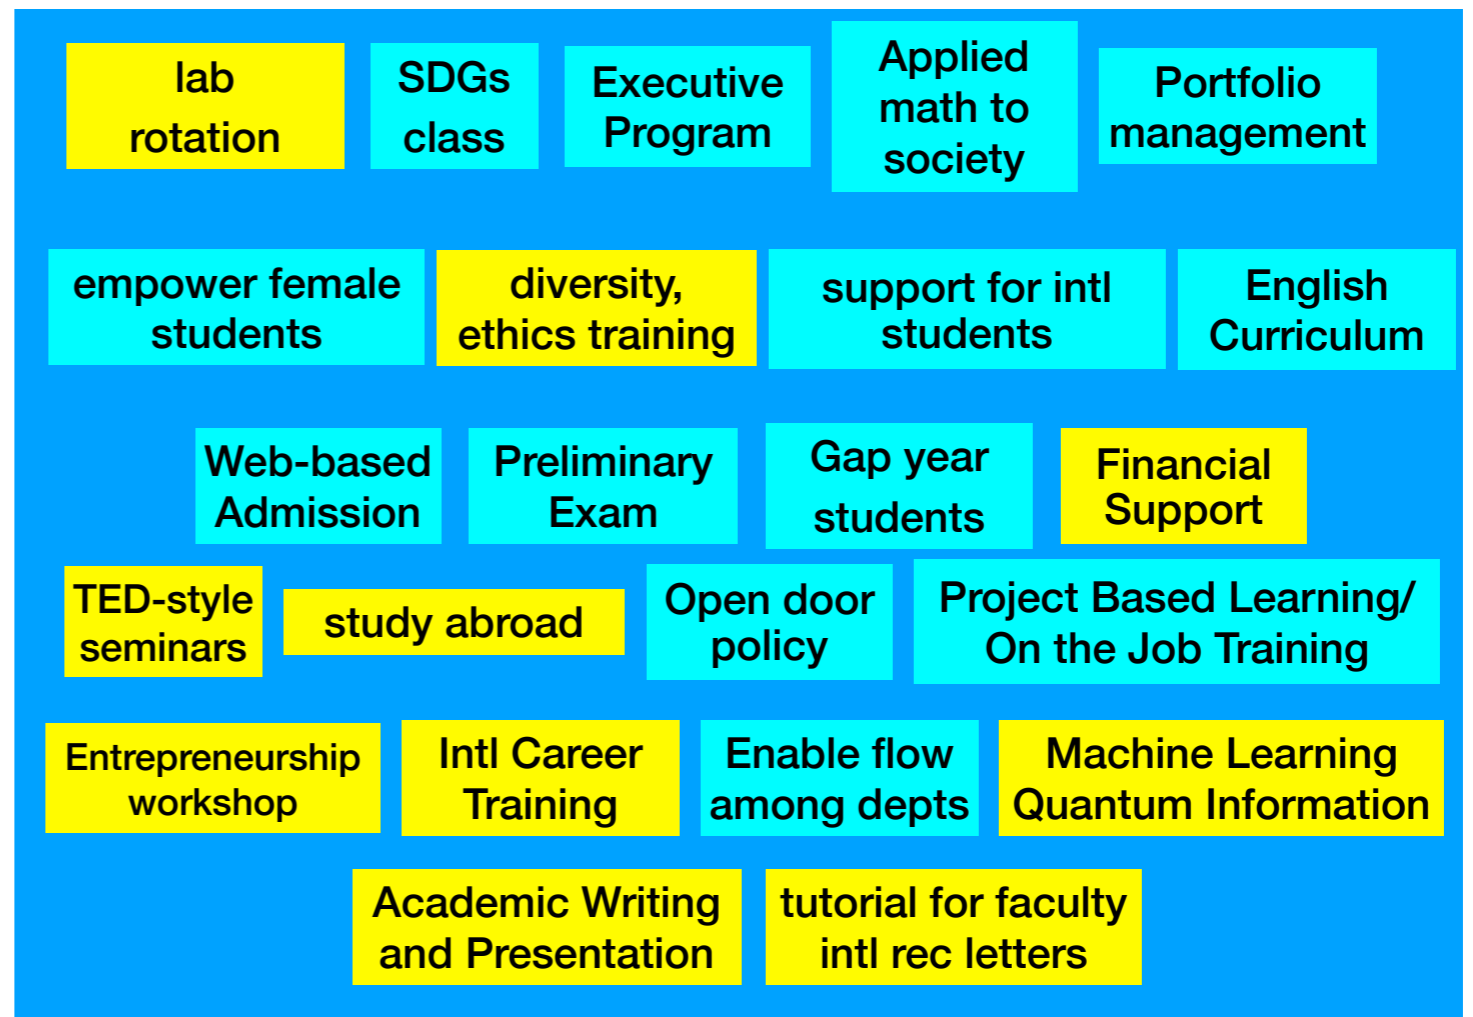 lab
rotation
SDGs
class
Executive
Program
Applied
math to
society
Portfolio
management
empower female
students
diversity,
ethics training
support for intl
students
English
Curriculum
Web-based
Admission
Preliminary
Exam
Gap year
students
Financial
Support
TED-style
seminars
study abroad
Open door
policy
Project Based Learning/
On the Job Training
Entrepreneurship
workshop
Intl Career
Training
Enable flow
among depts
Machine Learning
Quantum Information
Academic Writing
and Presentation
tutorial for faculty
intl rec letters